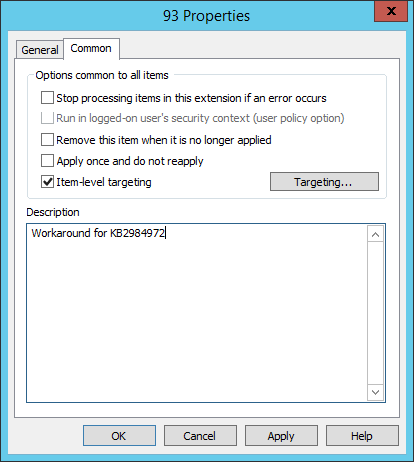 93 Properties
x
General
Common
Options common to all items
Stop processing items in this extension if an error occurs
Run in logged-on user's security context (user policy option)
Remove this item when it is no longer applied
Apply once and do not reapply
Item-level targeting
Targeting...
Description
Workaround for KB2984972
OK
Cancel
Apply
Help